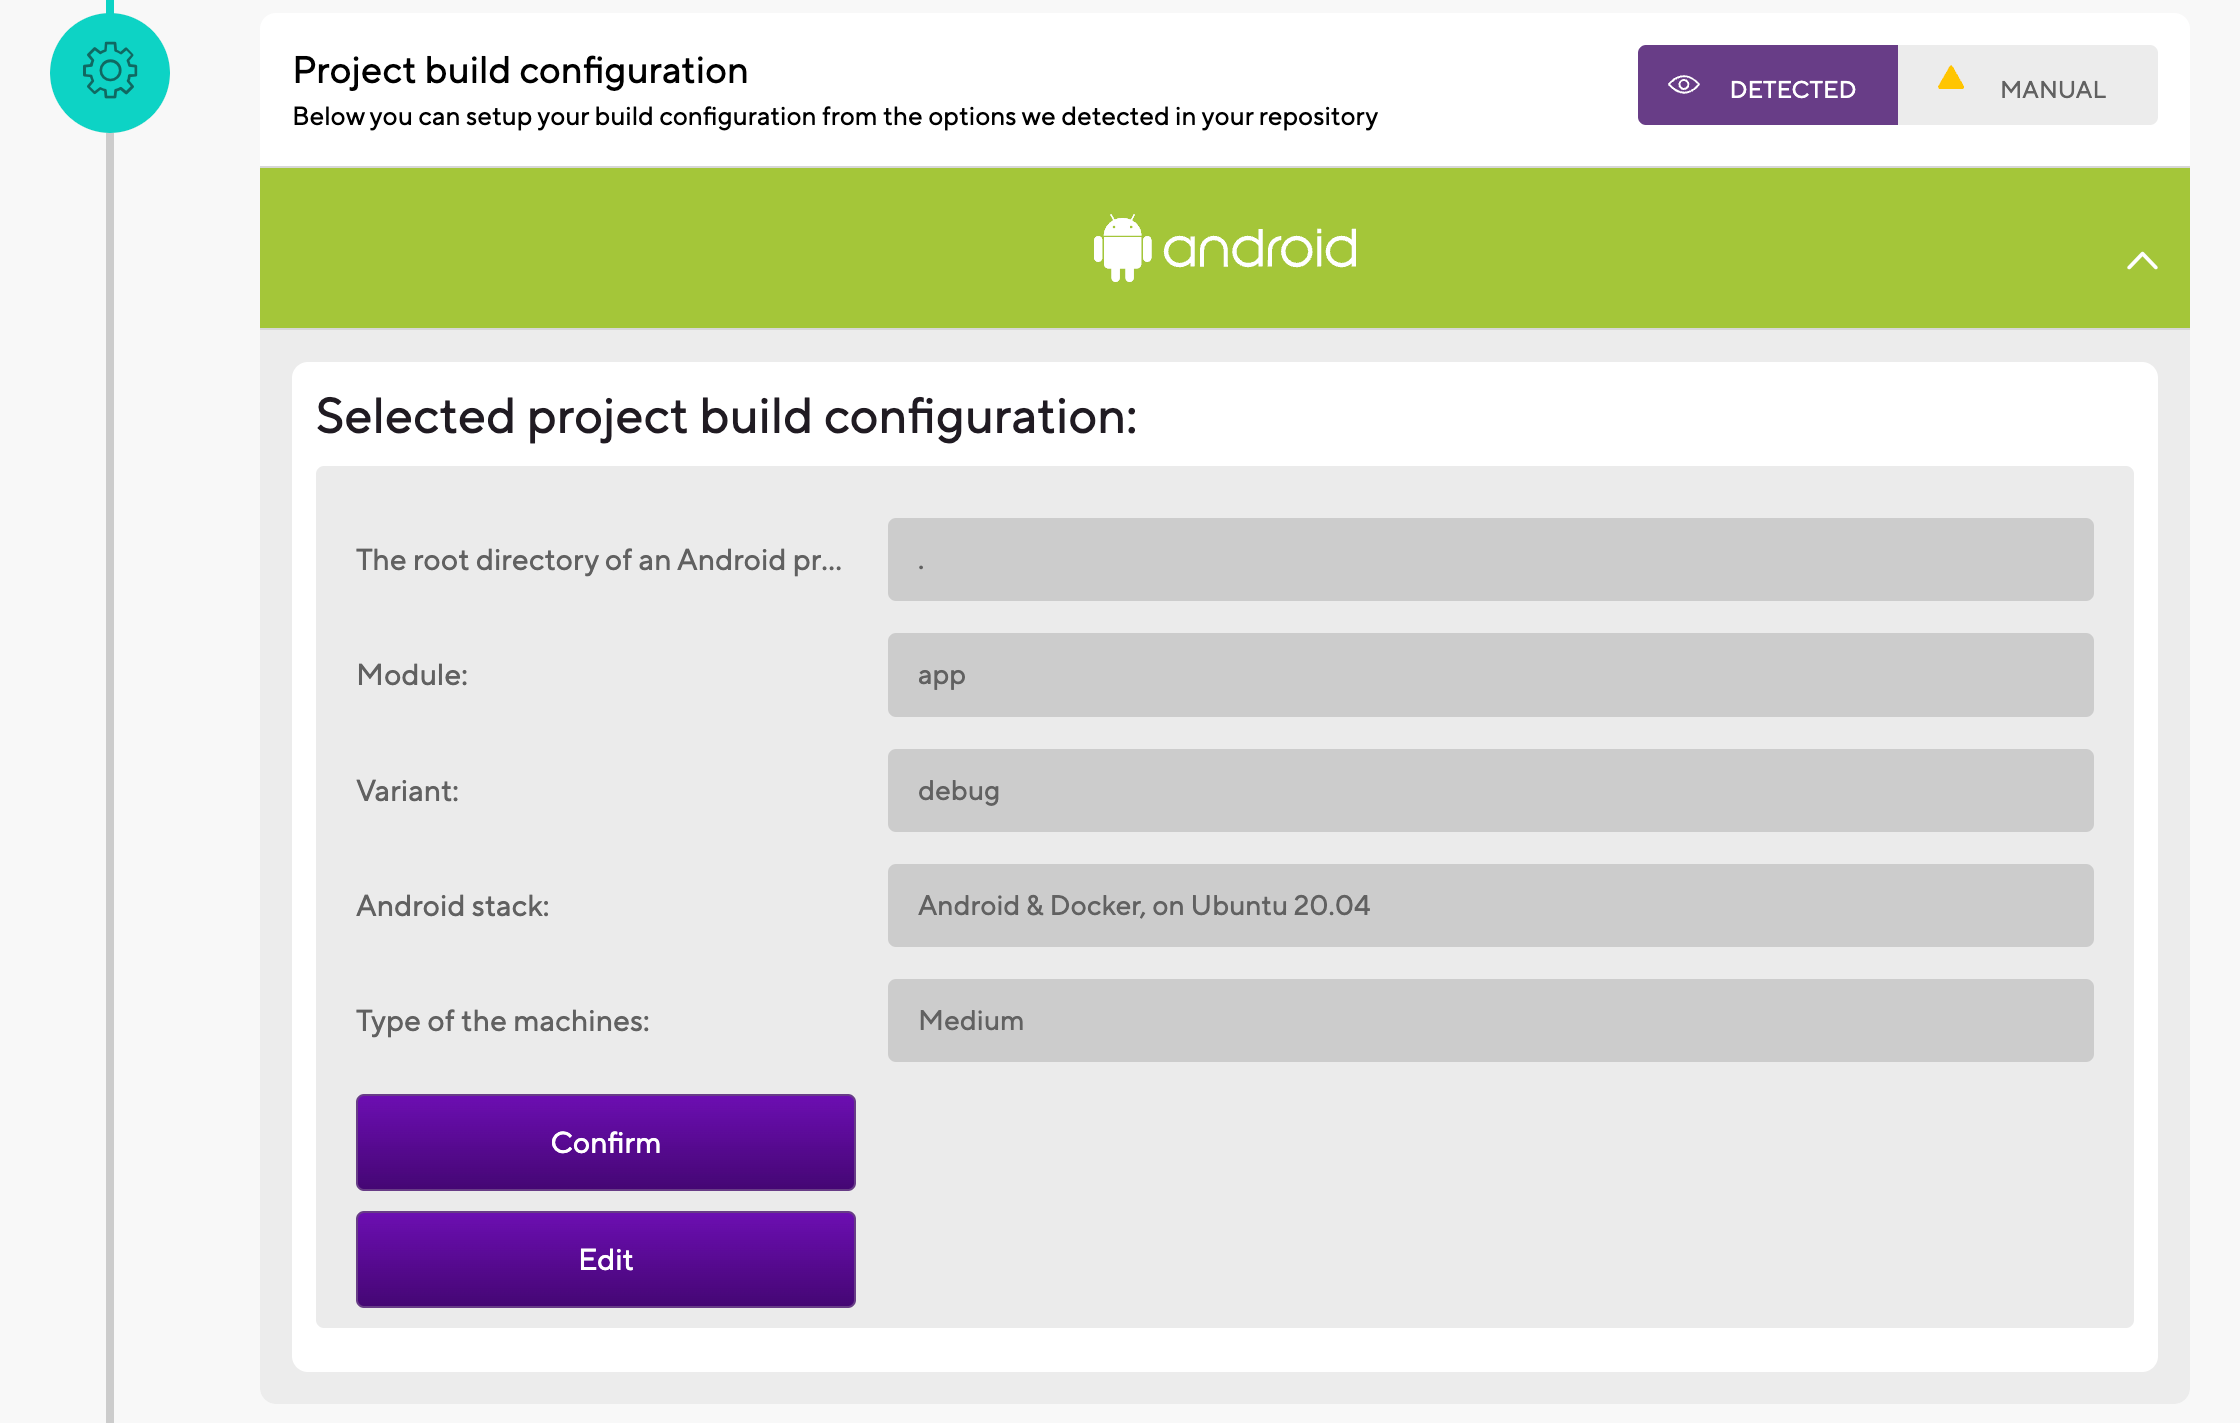 Project build configuration
Below you can setup your build configuration from the options we detected in your repository
DETECTED
MANUAL
android
Selected project build configuration:
The root directory of an Android pr...
.
Module:
app
Variant:
debug
Android stack:
Android & Docker, on Ubuntu 20.04
Type of the machines:
Medium
Confirm
Edit